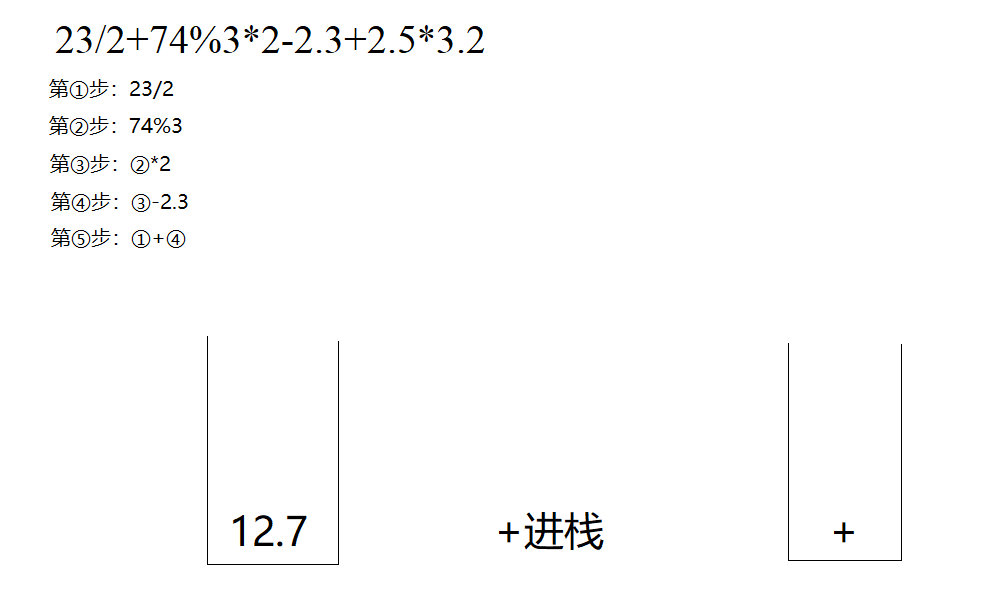 23/2+74%3*2-2.3+2.5*3.2
第①步：23/2
第②步：74%3
第③步：②*2
第④步：③-2.3
第⑤步：①+④
12.7 +进栈 +